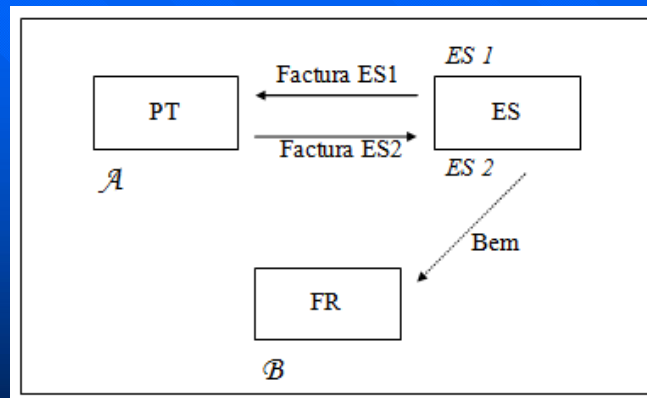 ES 1
Factura ES1
PT
ES
Factura ES2
A
ES 2
Bem
FR
B